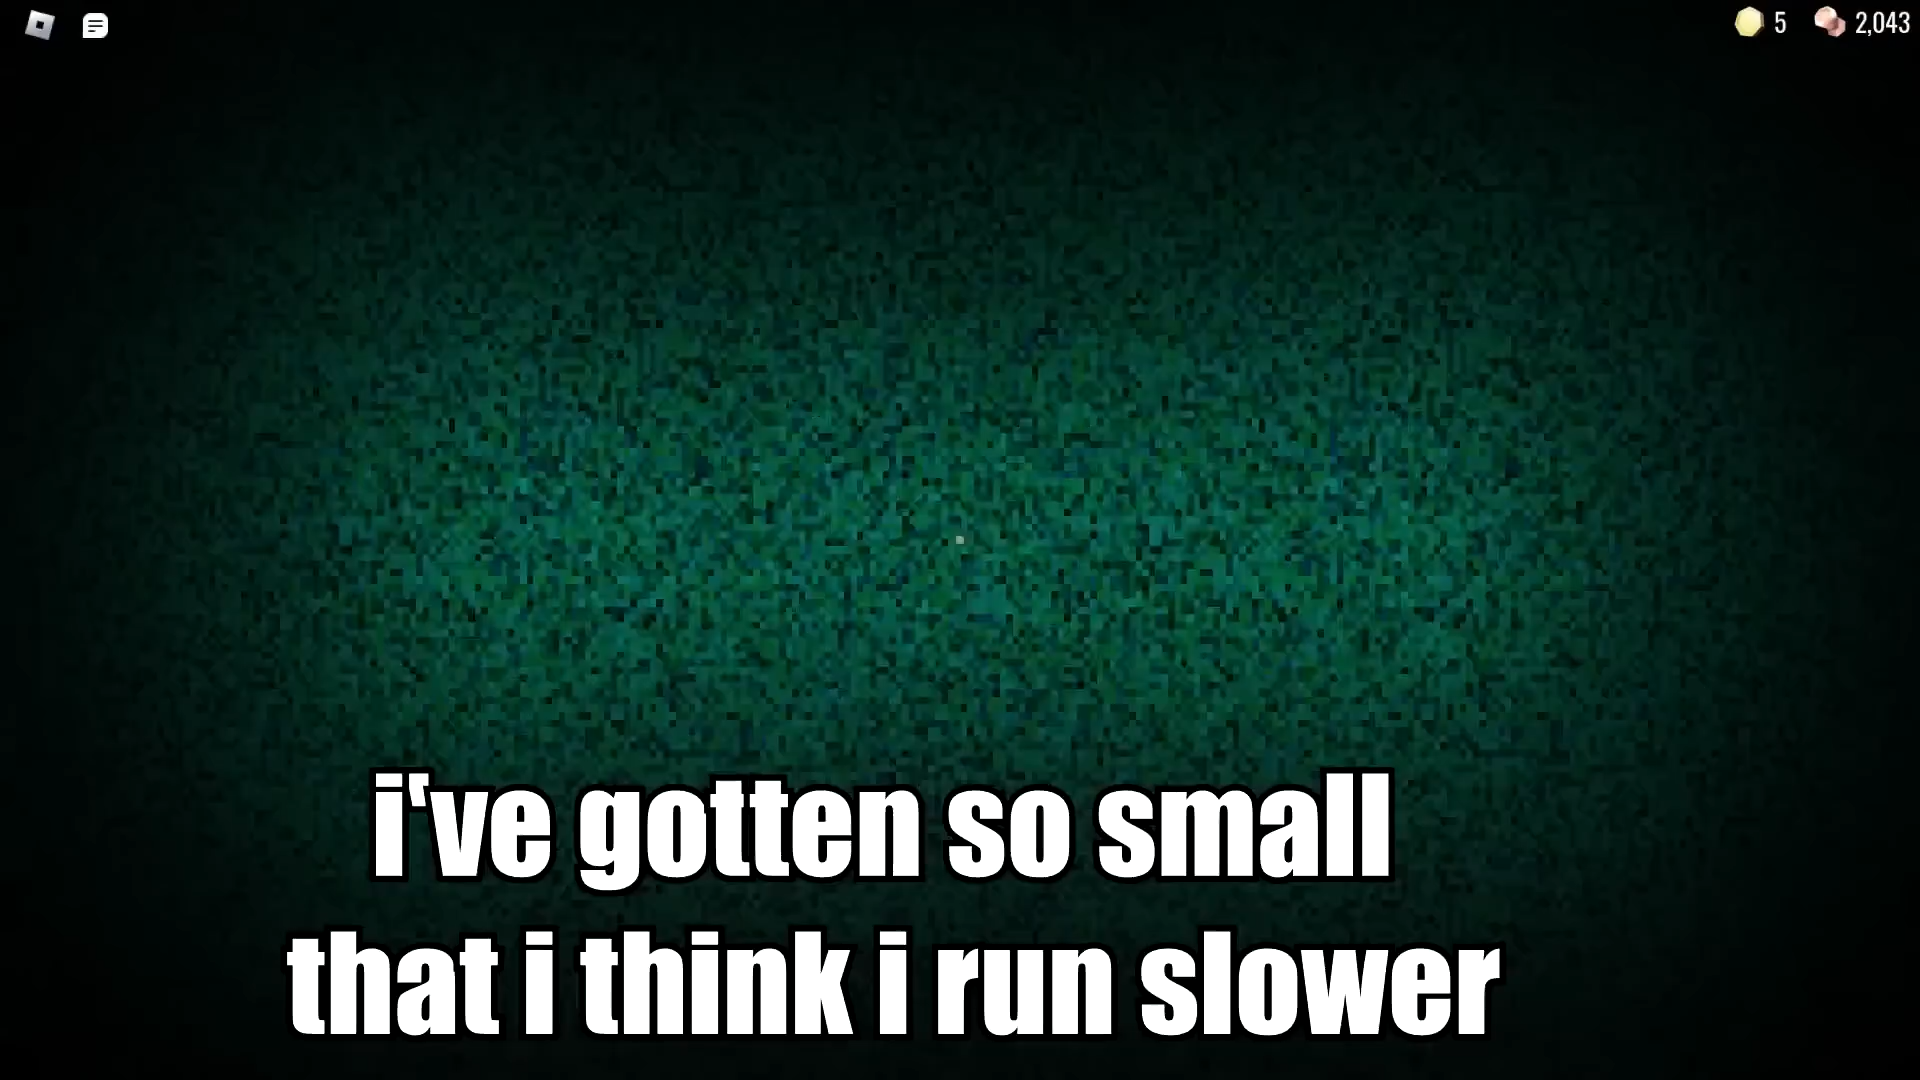 5 2,043
i've gotten so small
that i think i run slower